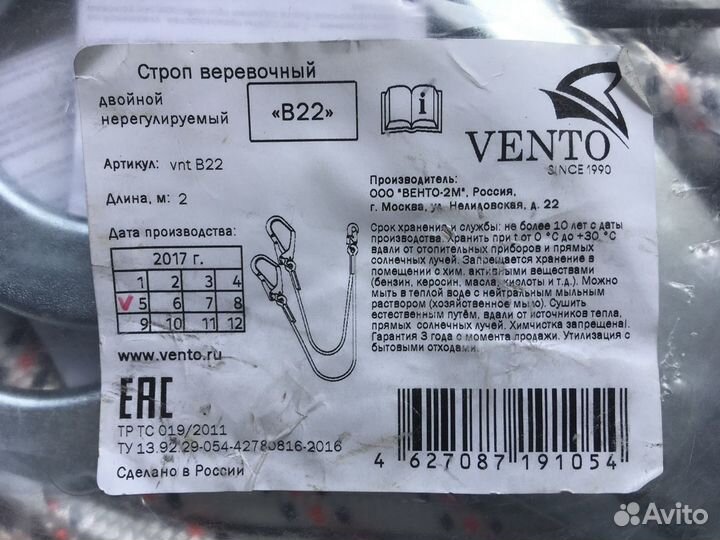 Строп веревочный
двойной
нерегулируемый
«В22»
i
VENTO
SINCE 1990
Артикул: vnt B22
Длина, м: 2
Дата производства:
2017 г.
1 2 3 4
5 6 7 8
9 10 11 12
www.vento.ru
EAC
ТР ТС 019/2011
ТУ 13.92.29-054-42780816-2016
Сделано в России
Производитель:
ООО "ВЕНТО-2М", Россия,
г. Москва, ул. Нелидовская, д. 22
Срок хранения и службы: не более 10 лет с даты
производства. Хранить при t от 0 °C до +30 °C
вдали от отопительных приборов и прямых
солнечных лучей. Запрещается хранение в
помещении с хим. активными веществами
(бензин, керосин, масла, кислоты и т.д.). Можно
мыть в теплой воде с нейтральным мыльным
раствором (хозяйственное мыло). Сушить
естественным путём, вдали от источников тепла,
прямых солнечных лучей. Химчистка запрещена!
Гарантия 3 года с момента продажи. Утилизация с
бытовыми отходами.
4 627087 191054
Avito